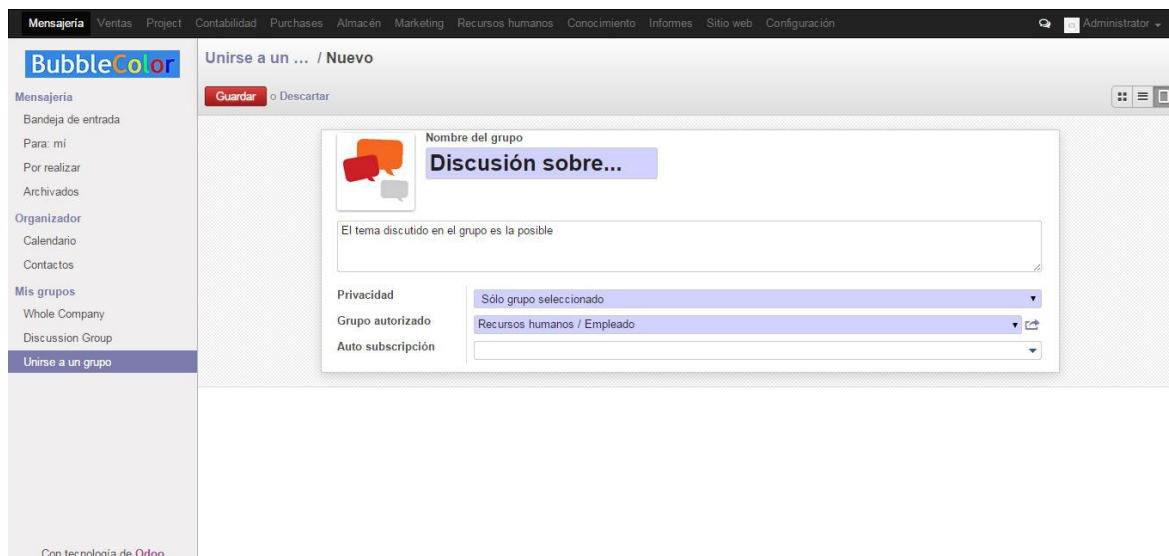 Mensajería Ventas Project Contabilidad Purchases Almacén Marketing Recursos humanos Conocimiento Informes Sitio web Configuración Administrator
BubbleColor
Unirse a un ... / Nuevo
Guardar o Descartar
Mensajería
Bandeja de entrada
Para: mí
Por realizar
Archivados
Organizador
Calendario
Contactos
Mis grupos
Whole Company
Discussion Group
Unirse a un grupo
Nombre del grupo
Discusión sobre...
El tema discutido en el grupo es la posible
Privacidad Sólo grupo seleccionado
Grupo autorizado Recursos humanos / Empleado
Auto subscripción
Con tecnología de Odoo